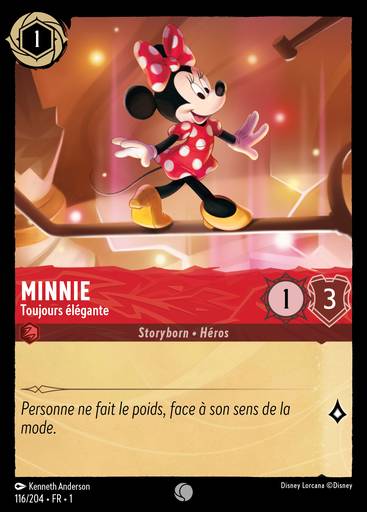 1
MINNIE
Toujours élégante
1
3
Storyborn • Héros
Personne ne fait le poids, face à son sens de la
mode.
Kenneth Anderson
116/204 • FR • 1
Disney Lorcana ©Disney